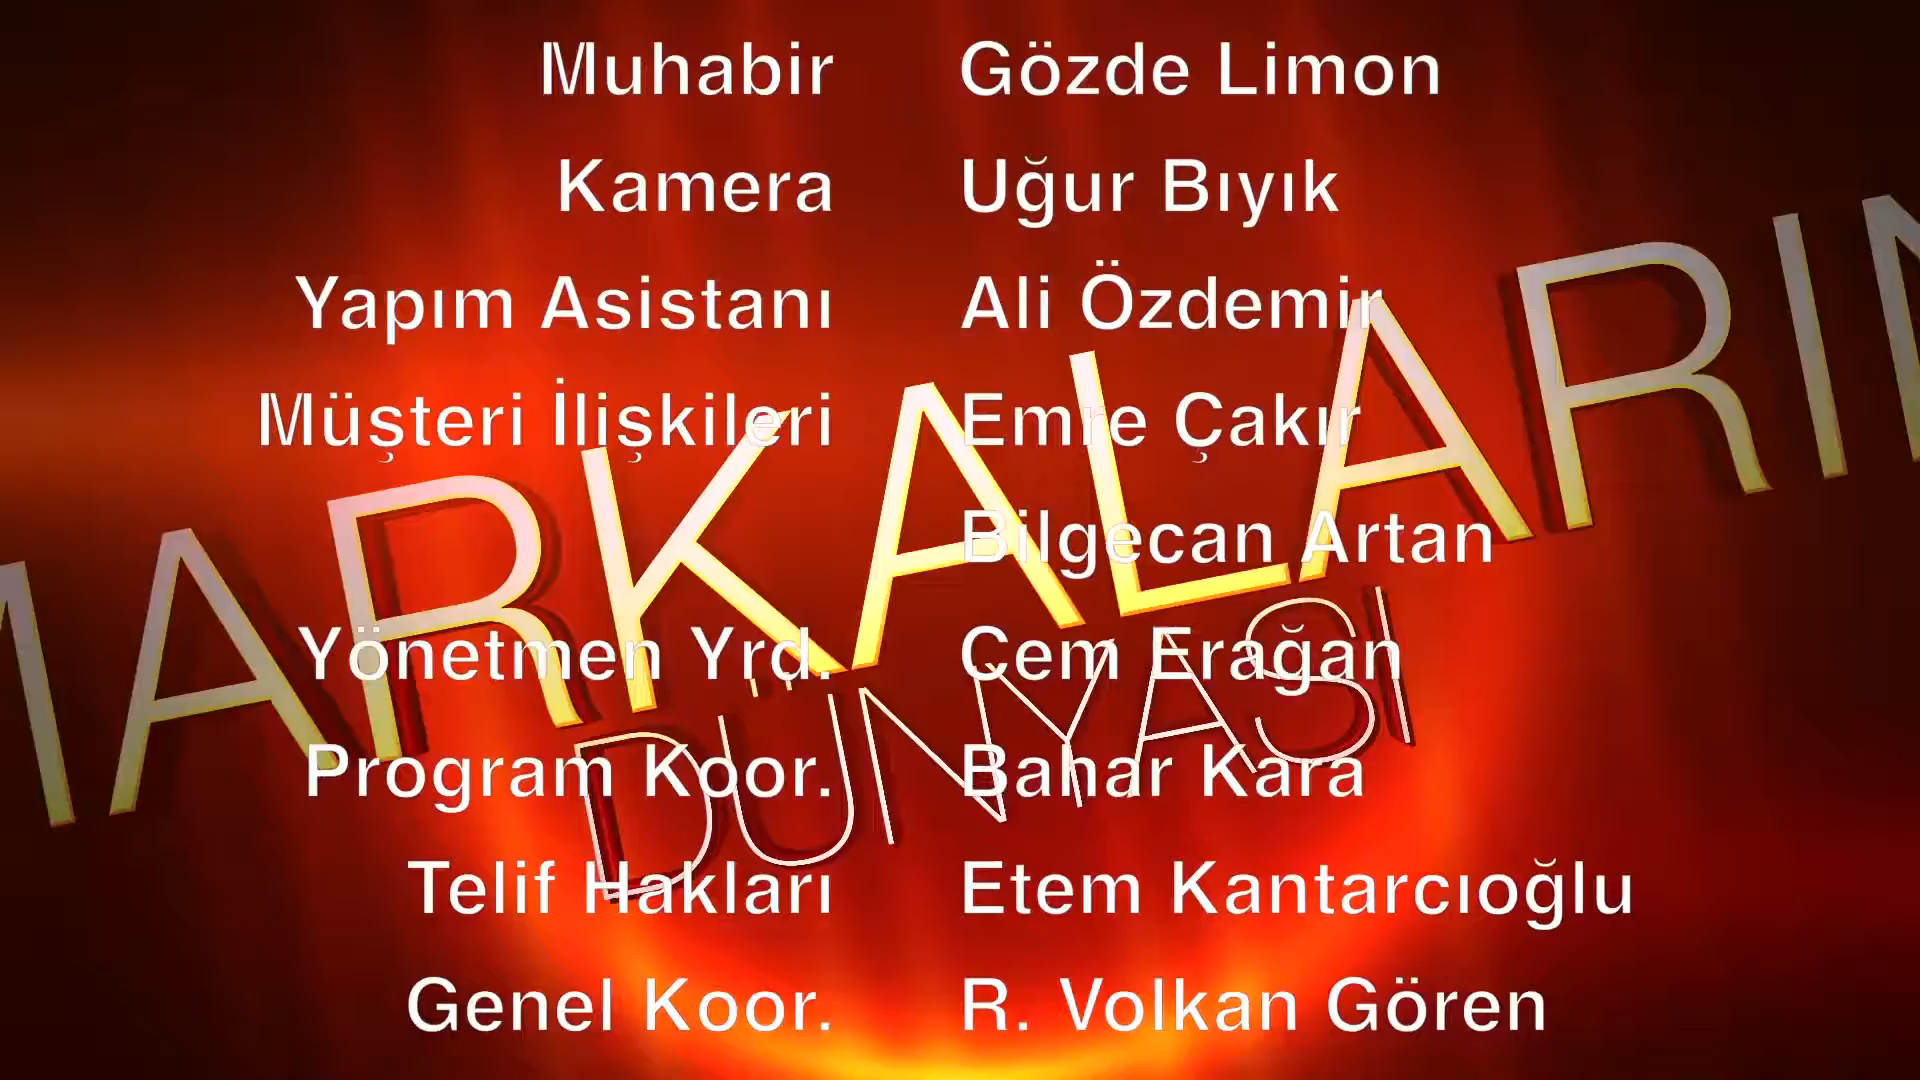 Muhabir Gözde Limon
Kamera Uğur Bıyık
Yapım Asistanı Ali Özdemir
Müşteri İlişkileri Emre Çakır
Bilgecan Artan
Yönetmen Yrd. Cem Erağan
Program Koor. Bahar Kara
Telif Hakları Etem Kantarcıoğlu
Genel Koor. R. Volkan Gören
MARKALARIN
DÜNYASI